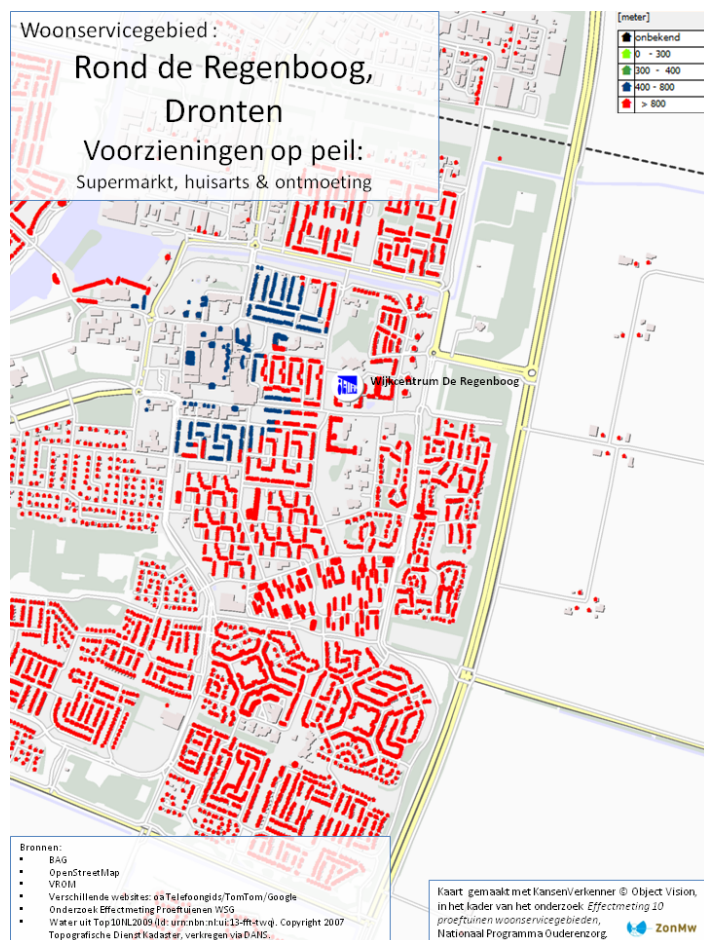 Woonservicegebied :
Rond de Regenboog,
Dronten
Voorzieningen op peil:
Supermarkt, huisarts & ontmoeting
[meter]
onbekend
0 - 300
300 - 400
400 - 800
> 800
Wijkcentrum De Regenboog
Bronnen:
▪ BAG
▪ OpenStreetMap
▪ VROM
▪ Verschillende websites: oa Telefoongids/TomTom/Google
▪ Onderzoek Effectmeting Proeftuienen WSG
▪ Water uit Top10NL2009 (Id: urn:nbn:nl:ui:13-fft-twq). Copyright 2007
Topografische Dienst Kadaster, verkregen via DANS.
Kaart gemaakt met KansenVerkenner © Object Vision,
in het kader van het onderzoek Effectmeting 10
proeftuinen woonservicegebieden,
Nationaal Programma Ouderenzorg.
ZonMw